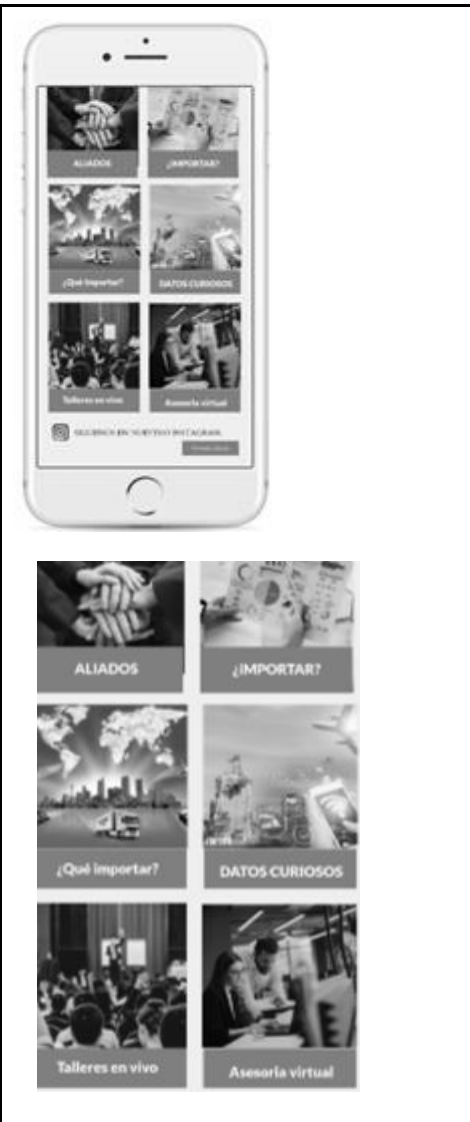 ALIADOS ¿IMPORTAR?
¿Qué importar? DATOS CURIOSOS
Talleres en vivo Asesoría virtual
SIGUENOS EN NUESTRO INSTAGRAM
ALIADOS ¿IMPORTAR?
¿Qué importar? DATOS CURIOSOS
Talleres en vivo Asesoría virtual